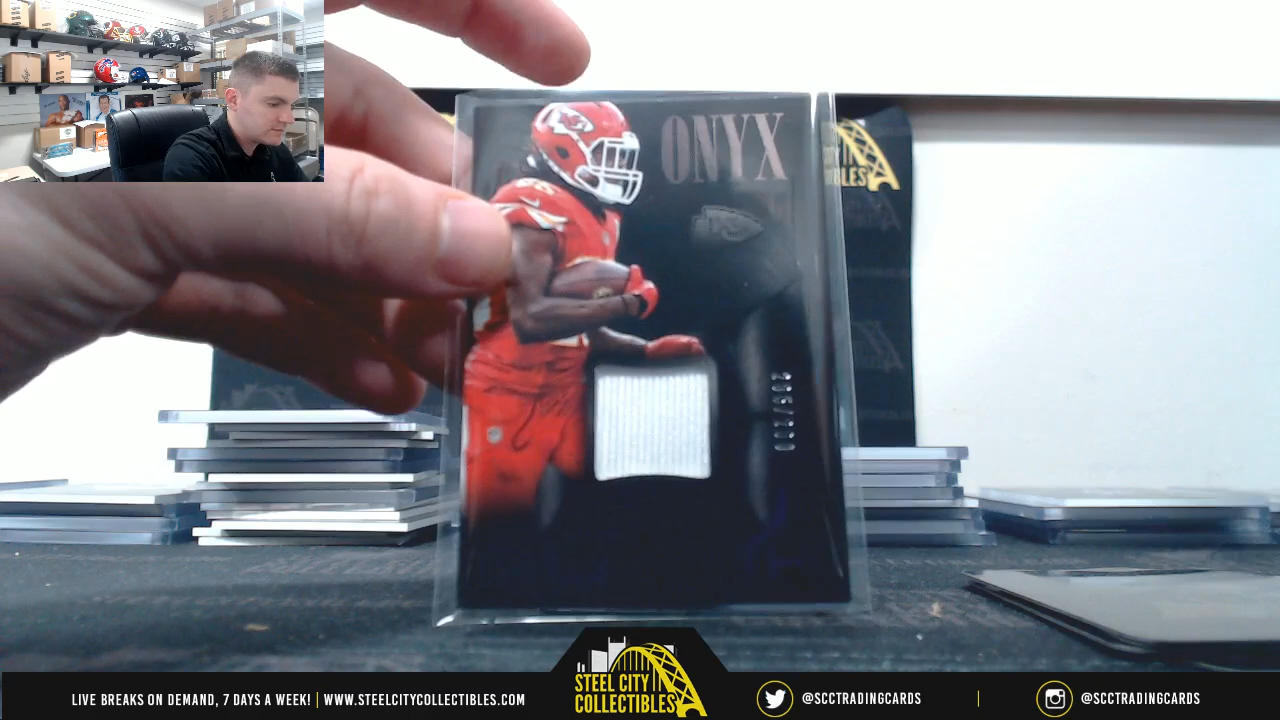 ONYX
STEEL CITY
COLLECTIBLES
LIVE BREAKS ON DEMAND, 7 DAYS A WEEK! | WWW.STEELCITYCOLLECTIBLES.COM
@SCCTRADINGCARDS
@SCCTRADINGCARDS